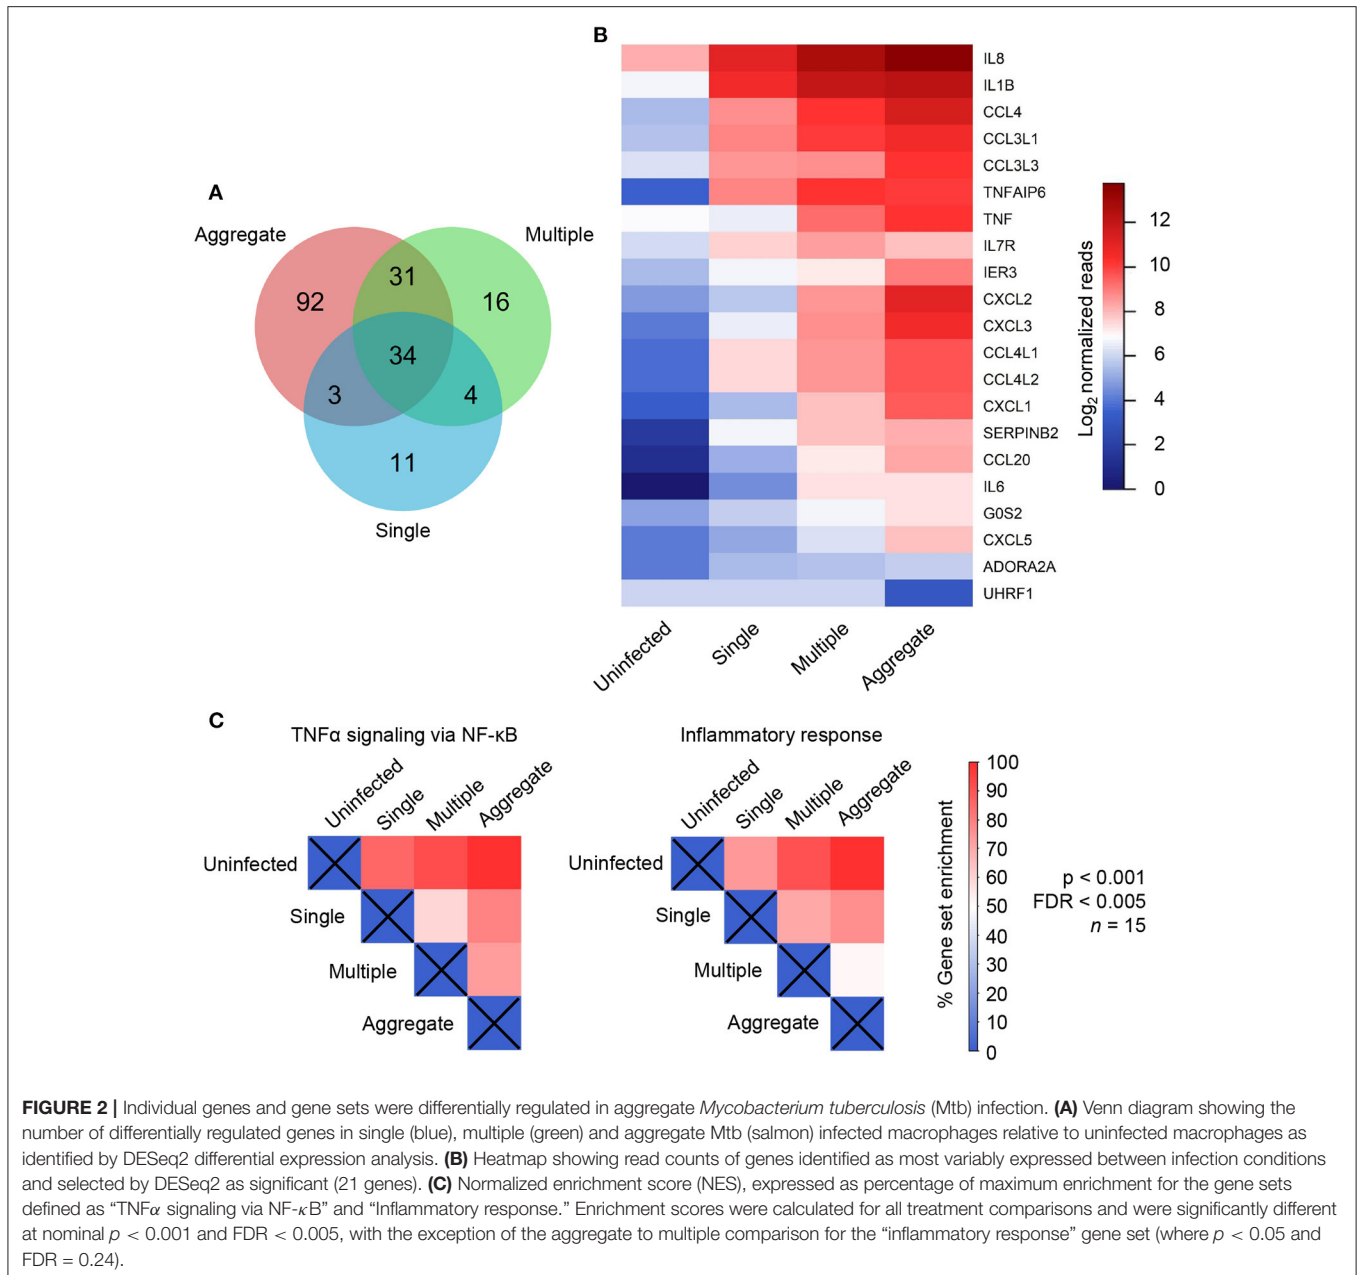 A
Aggregate
Multiple
31
92
16
34
3
4
11
Single
B
IL8
IL1B
CCL4
CCL3L1
CCL3L3
TNFAIP6
TNF
IL7R
IER3
CXCL2
CXCL3
CCL4L1
CCL4L2
CXCL1
SERPINB2
CCL20
IL6
G0S2
CXCL5
ADORA2A
UHRF1
Uninfected
Single
Multiple
Aggregate
Log₂ normalized reads
12
10
8
6
4
2
0
C
TNFα signaling via NF-κB
Uninfected
Single
Multiple
Aggregate
Uninfected
Single
Multiple
Aggregate
Inflammatory response
Uninfected
Single
Multiple
Aggregate
Uninfected
Single
Multiple
Aggregate
% Gene set enrichment
100
90
80
70
60
50
40
30
20
10
0
p < 0.001
FDR < 0.005
n = 15
FIGURE 2 | Individual genes and gene sets were differentially regulated in aggregate Mycobacterium tuberculosis (Mtb) infection. (A) Venn diagram showing the
number of differentially regulated genes in single (blue), multiple (green) and aggregate Mtb (salmon) infected macrophages relative to uninfected macrophages as
identified by DESeq2 differential expression analysis. (B) Heatmap showing read counts of genes identified as most variably expressed between infection conditions
and selected by DESeq2 as significant (21 genes). (C) Normalized enrichment score (NES), expressed as percentage of maximum enrichment for the gene sets
defined as “TNFα signaling via NF-κB” and “Inflammatory response.” Enrichment scores were calculated for all treatment comparisons and were significantly different
at nominal p < 0.001 and FDR < 0.005, with the exception of the aggregate to multiple comparison for the “inflammatory response” gene set (where p < 0.05 and
FDR = 0.24).